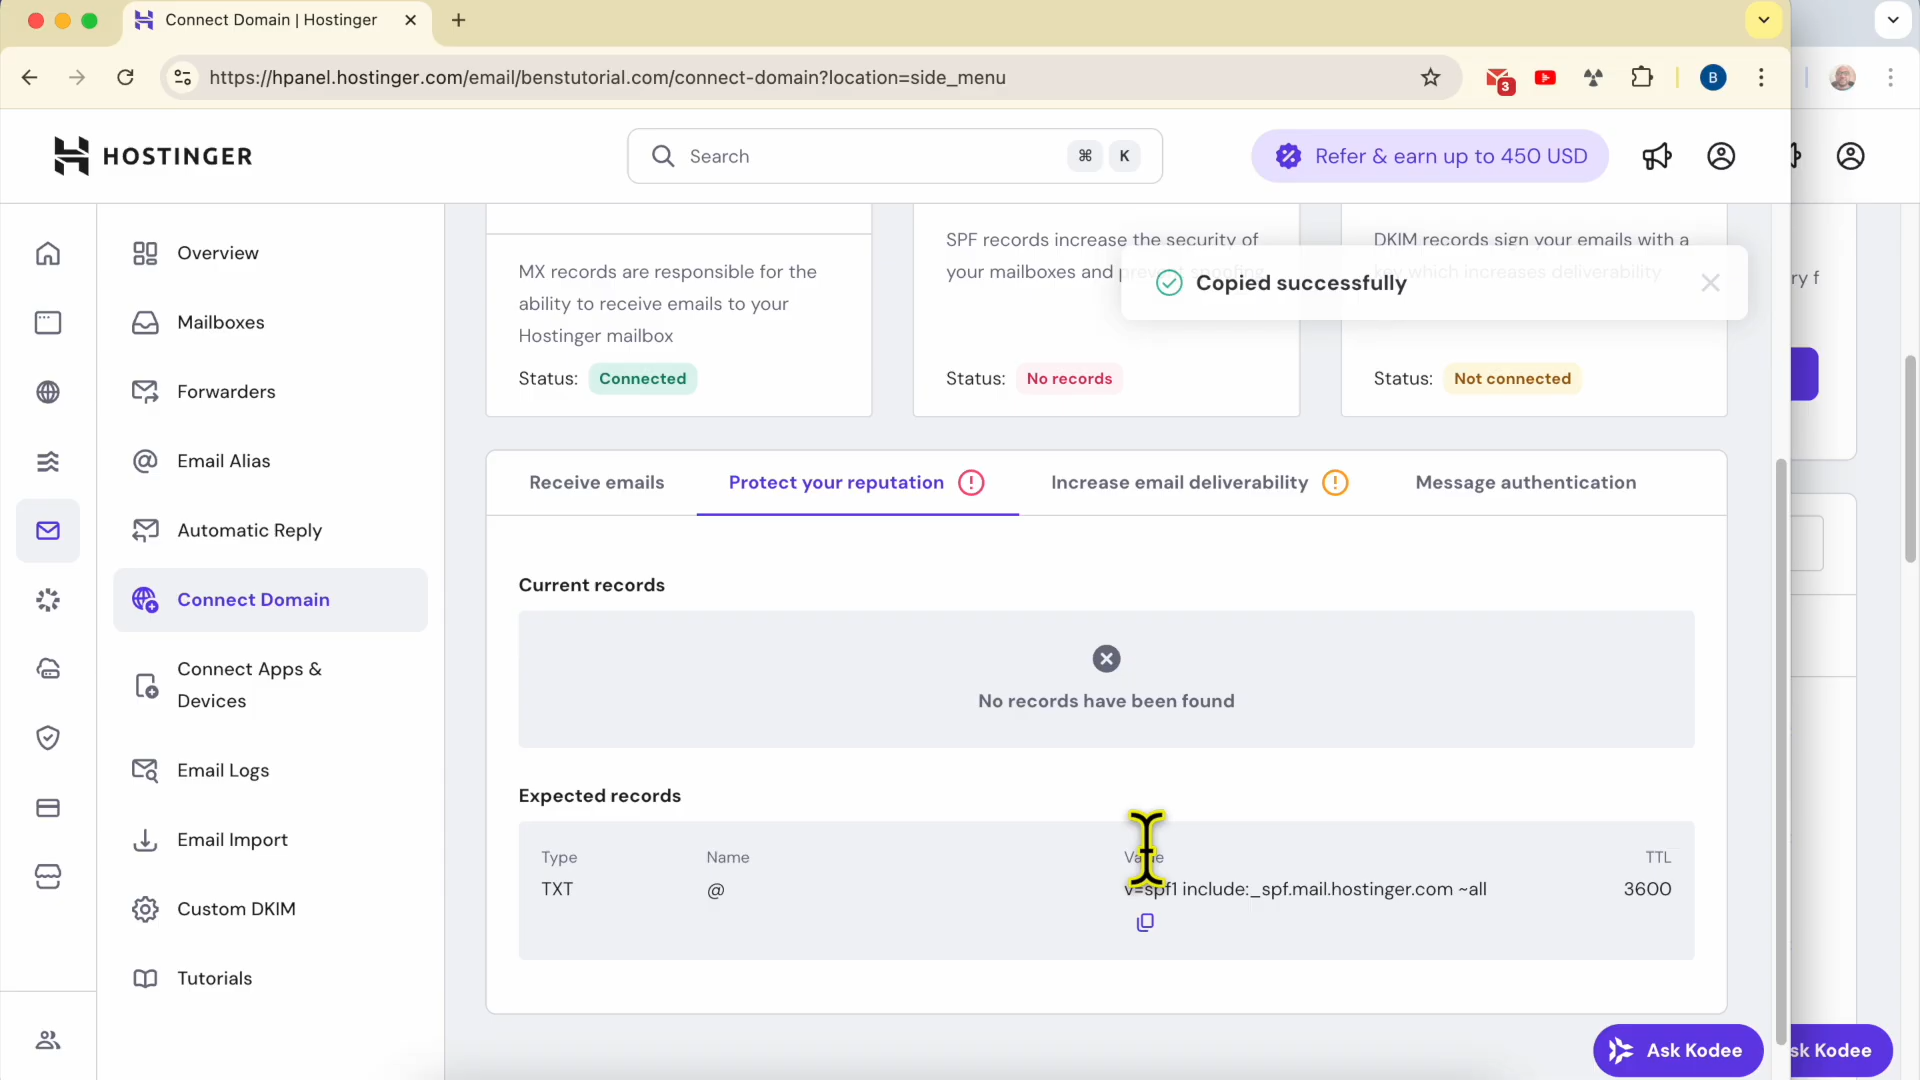 Connect Domain | Hostinger
https://hpanel.hostinger.com/email/benstutorial.com/connect-domain?location=side_menu
3
B
HOSTINGER
Search
⌘ K
Refer & earn up to 450 USD
Overview
Mailboxes
Forwarders
Email Alias
Automatic Reply
Connect Domain
Connect Apps &
Devices
Email Logs
Email Import
Custom DKIM
Tutorials
MX records are responsible for the
ability to receive emails to your
Hostinger mailbox
Status: Connected
SPF records increase the security of
your mailboxes and prevent spoofing
Status: No records
DKIM records sign your emails with a
key which increases deliverability
Status: Not connected
Copied successfully
ry f
Receive emails
Protect your reputation
Increase email deliverability
Message authentication
Current records
No records have been found
Expected records
Type Name Value TTL
TXT @ v=spf1 include:_spf.mail.hostinger.com ~all 3600
Ask Kodee
sk Kodee